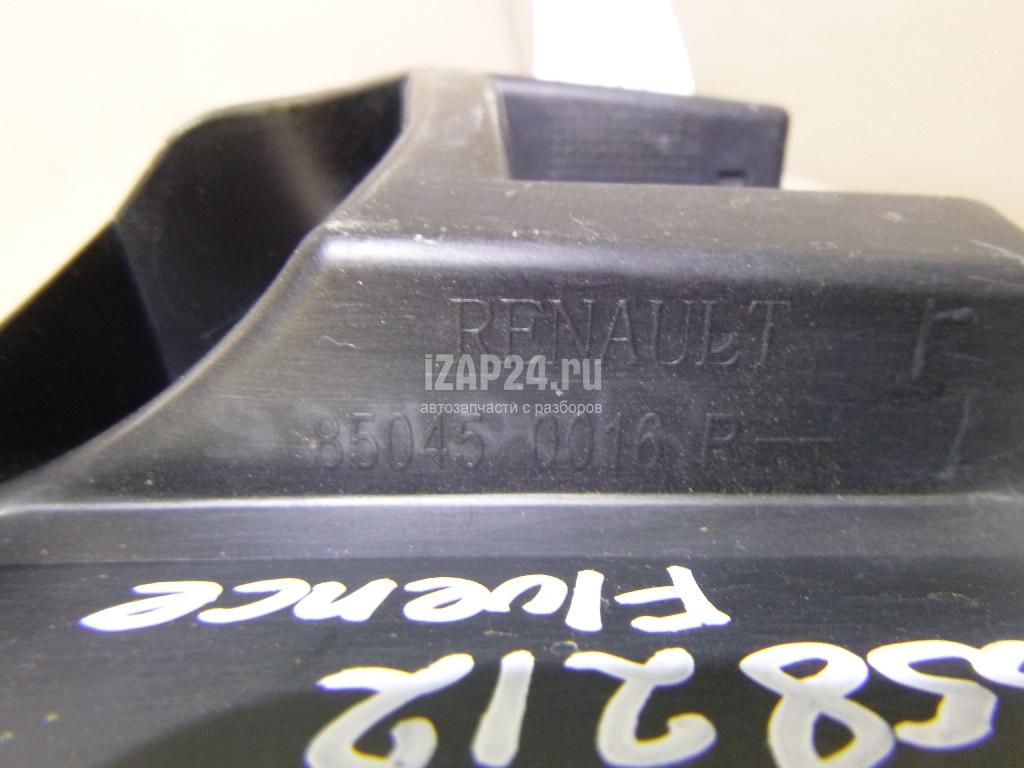 RENAULT
iZAP24.ru
автозапчасти с разборов
85045 0016 R
Fluence
58212